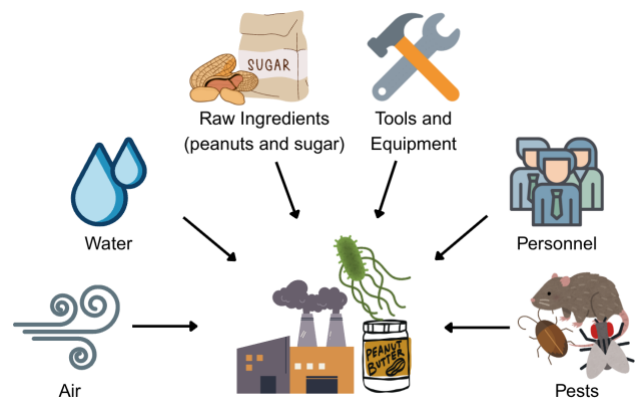 SUGAR
Raw Ingredients
(peanuts and sugar)
Tools and
Equipment
Water
Personnel
PEANUT
BUTTER
Air
Pests